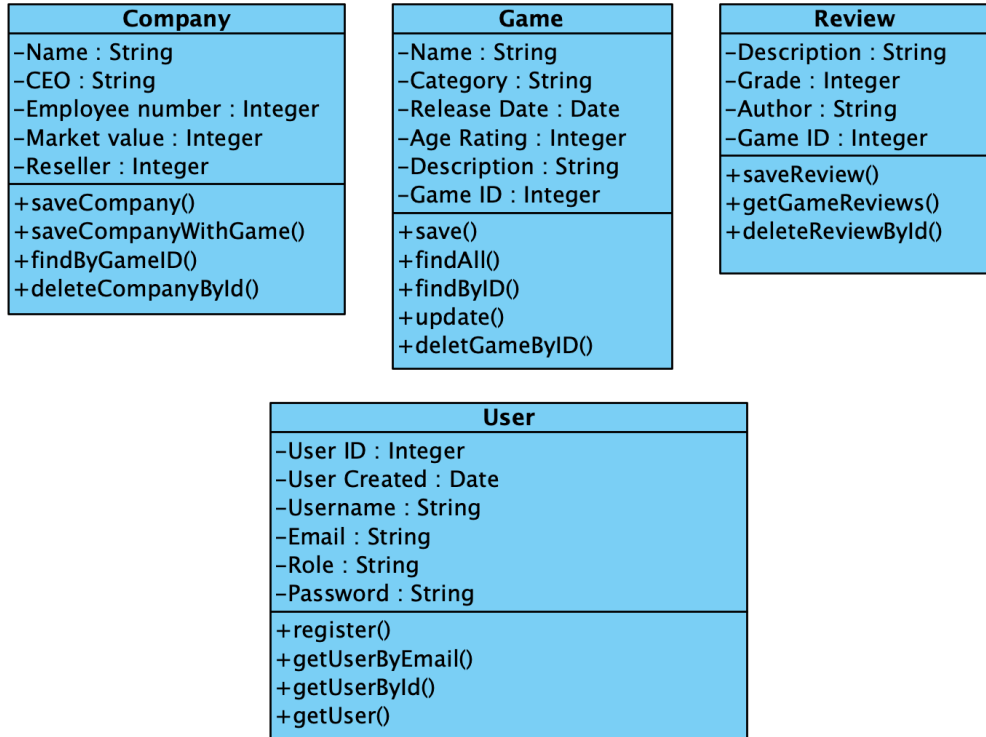 Company
-Name : String
-CEO : String
-Employee number : Integer
-Market value : Integer
-Reseller : Integer
+saveCompany()
+saveCompanyWithGame()
+findByGameID()
+deleteCompanyById()
Game
-Name : String
-Category : String
-Release Date : Date
-Age Rating : Integer
-Description : String
-Game ID : Integer
+save()
+findAll()
+findByID()
+update()
+deletGameByID()
Review
-Description : String
-Grade : Integer
-Author : String
-Game ID : Integer
+saveReview()
+getGameReviews()
+deleteReviewById()
User
-User ID : Integer
-User Created : Date
-Username : String
-Email : String
-Role : String
-Password : String
+register()
+getUserByEmail()
+getUserById()
+getUser()